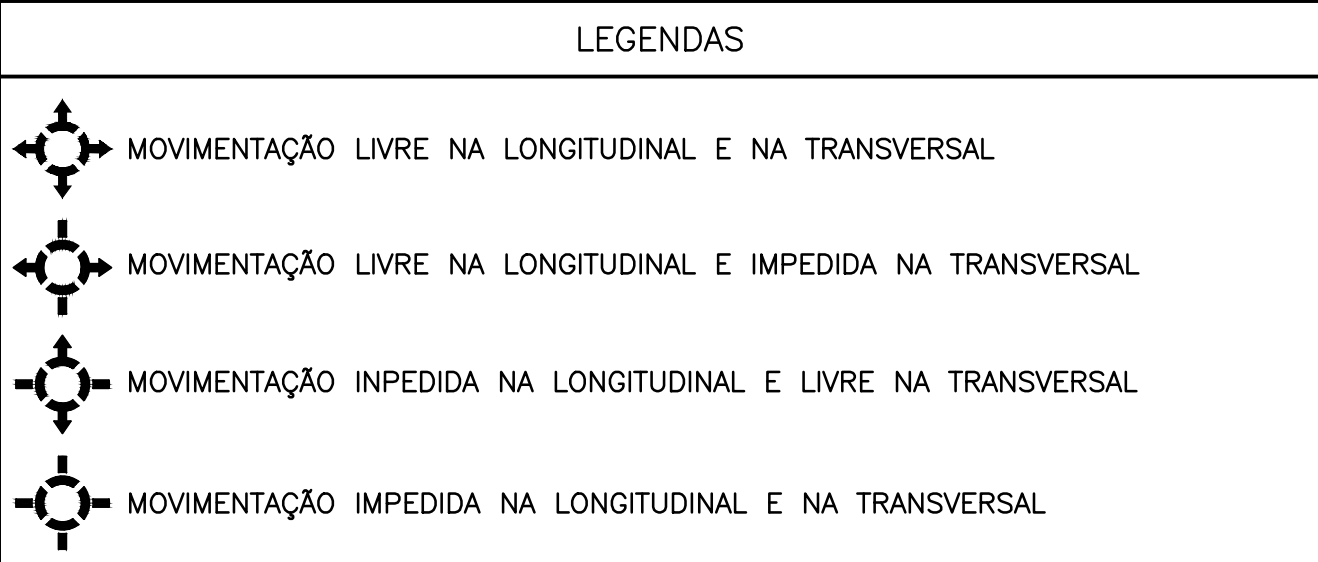 LEGENDAS
MOVIMENTAÇÃO LIVRE NA LONGITUDINAL E NA TRANSVERSAL
MOVIMENTAÇÃO LIVRE NA LONGITUDINAL E IMPEDIDA NA TRANSVERSAL
MOVIMENTAÇÃO INPEDIDA NA LONGITUDINAL E LIVRE NA TRANSVERSAL
MOVIMENTAÇÃO IMPEDIDA NA LONGITUDINAL E NA TRANSVERSAL